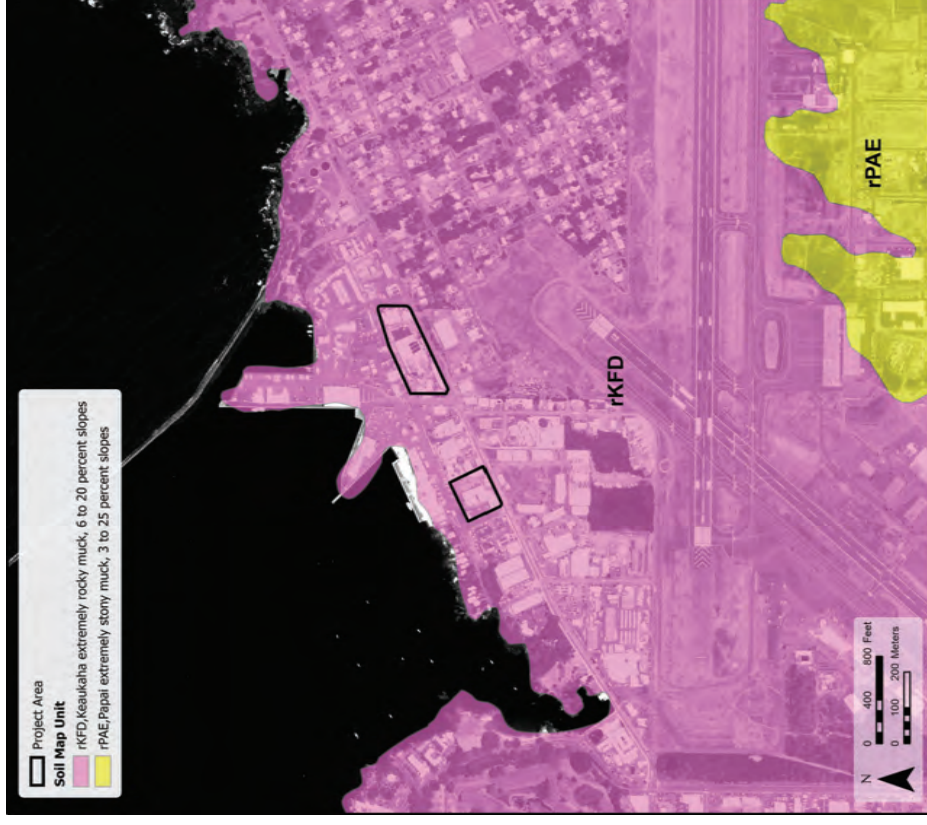 Project Area
Soil Map Unit
rKFD,Keaukaha extremely rocky muck, 6 to 20 percent slopes
rPAE,Papai extremely stony muck, 3 to 25 percent slopes
rKFD
rPAE
N
0 400 800 Feet
0 100 200 Meters